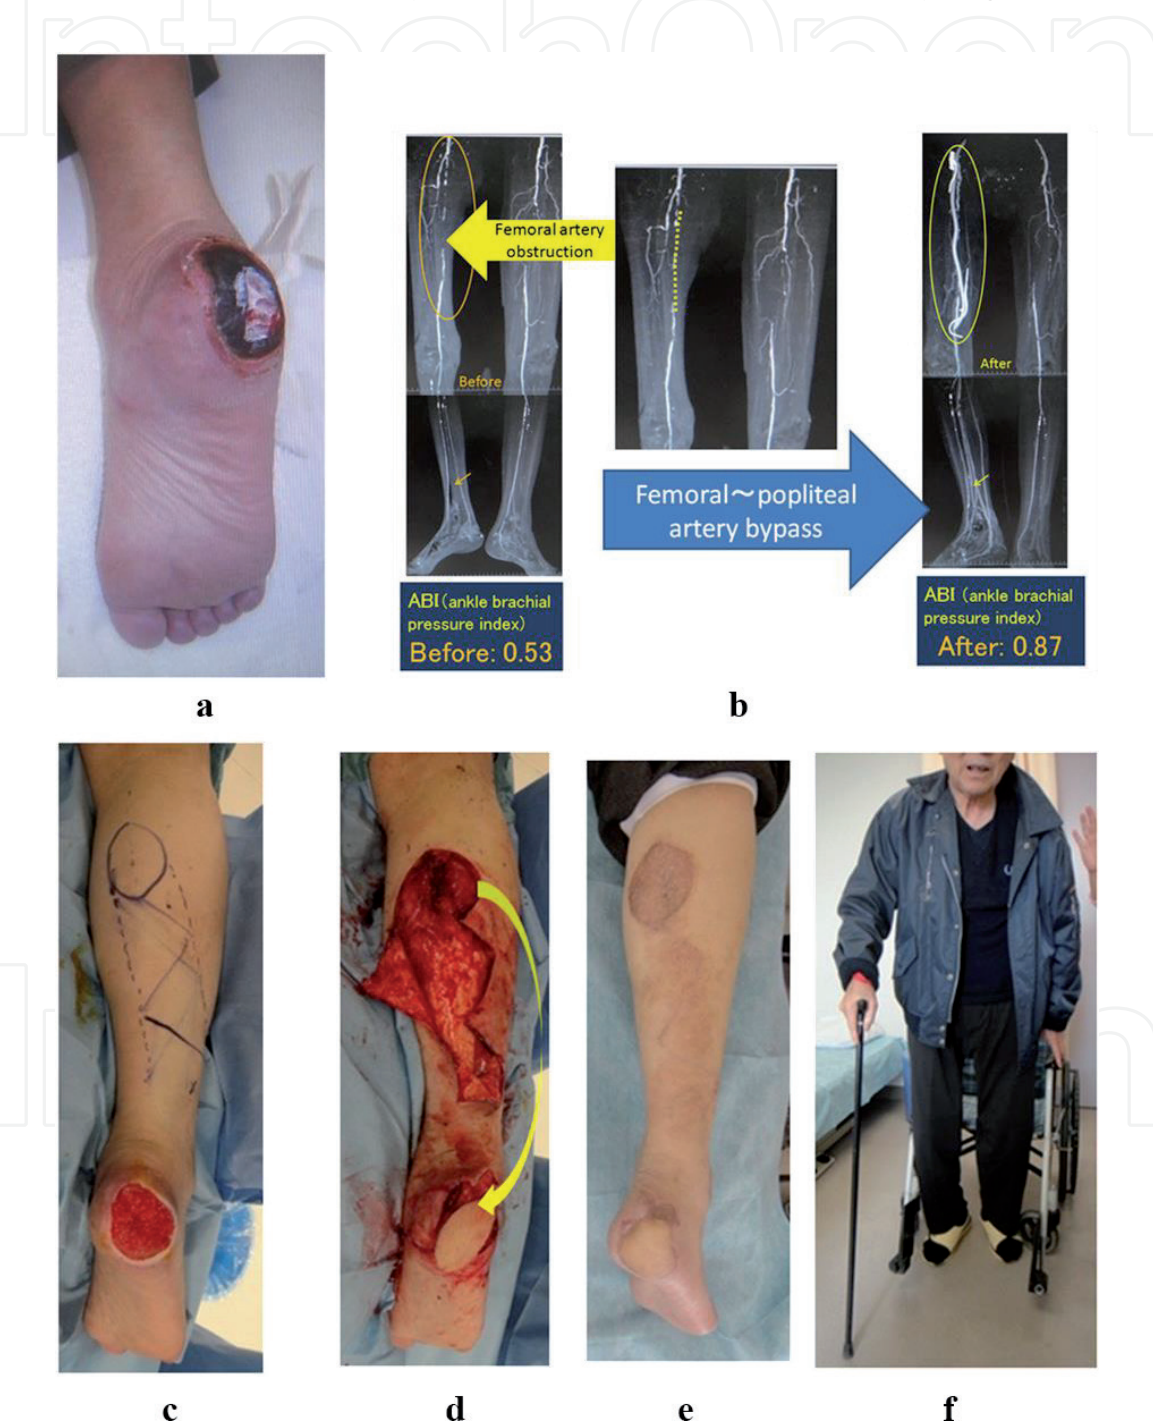 IntechOpen
Femoral artery
obstruction
Before
After
Femoral～popliteal
artery bypass
ABI（ankle brachial
pressure index）
Before: 0.53
ABI （ankle brachial
pressure index）
After: 0.87
a
b
c
d
e
f